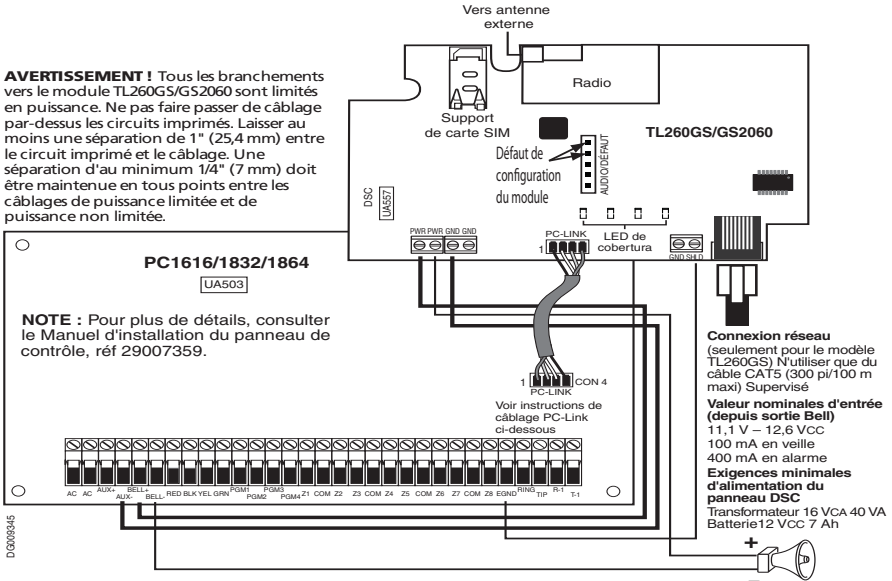 Vers antenne
externe
AVERTISSEMENT ! Tous les branchements
vers le module TL260GS/GS2060 sont limités
en puissance. Ne pas faire passer de câblage
par-dessus les circuits imprimés. Laisser au
moins une séparation de 1" (25,4 mm) entre
le circuit imprimé et le câblage. Une
séparation d'au minimum 1/4" (7 mm) doit
être maintenue en tous points entre les
câblages de puissance limitée et de
puissance non limitée.
Radio
Support
de carte SIM
TL260GS/GS2060
Défaut de
configuration
du module
AUDIO/DÉFAUT
DSC
UA557
PWR PWR GND GND
PC-LINK
1
LED de
cobertura
GND SHLD
PC1616/1832/1864
UA503
NOTE : Pour plus de détails, consulter
le Manuel d'installation du panneau de
contrôle, réf 29007359.
1 CON 4
PC-LINK
Voir instructions de
câblage PC-Link
ci-dessous
Connexion réseau
(seulement pour le modèle
TL260GS) N'utiliser que du
câble CAT5 (300 pi/100 m
maxi) Supervisé
Valeur nominales d'entrée
(depuis sortie Bell)
11,1 V – 12,6 VCC
100 mA en veille
400 mA en alarme
Exigences minimales
d'alimentation du
panneau DSC
Transformateur 16 VCA 40 VA
Batterie12 VCC 7 Ah
AC AC AUX+ AUX- BELL+ BELL- RED BLK YEL GRN PGM1 PGM2 PGM3 PGM4 Z1 COM Z2 Z3 COM Z4 Z5 COM Z6 Z7 COM Z8 EGND RING TIP R-1 T-1
DG009345
+
–